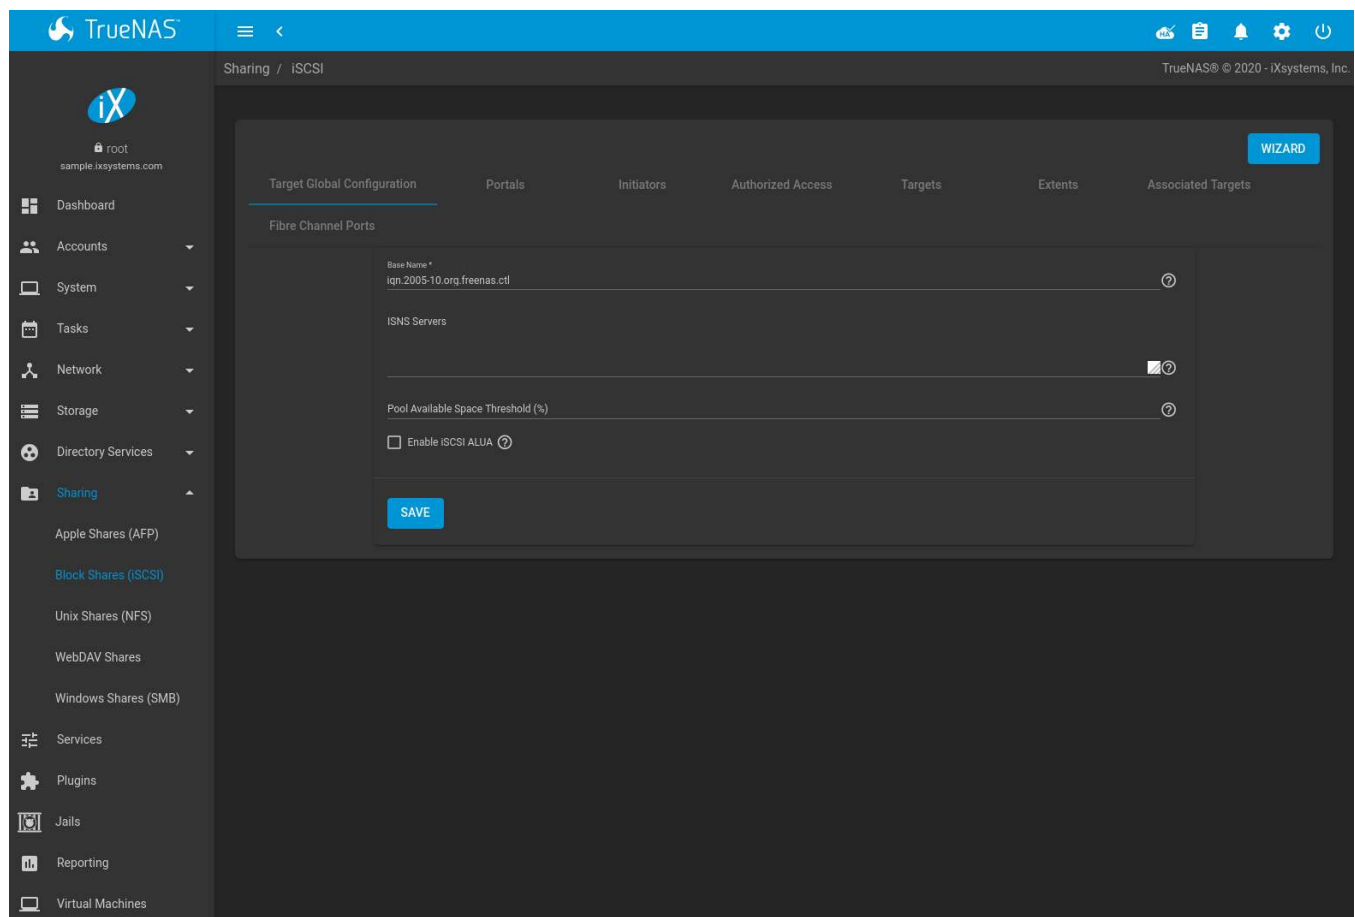 TrueNAS
HA
Sharing / iSCSI
TrueNAS® © 2020 - iXsystems, Inc.
iX
root
sample.ixsystems.com
WIZARD
Target Global Configuration
Portals
Initiators
Authorized Access
Targets
Extents
Associated Targets
Fibre Channel Ports
Base Name *
iqn.2005-10.org.freenas.ctl
ISNS Servers
Pool Available Space Threshold (%)
Enable iSCSI ALUA
SAVE
Dashboard
Accounts
System
Tasks
Network
Storage
Directory Services
Sharing
Apple Shares (AFP)
Block Shares (iSCSI)
Unix Shares (NFS)
WebDAV Shares
Windows Shares (SMB)
Services
Plugins
Jails
Reporting
Virtual Machines